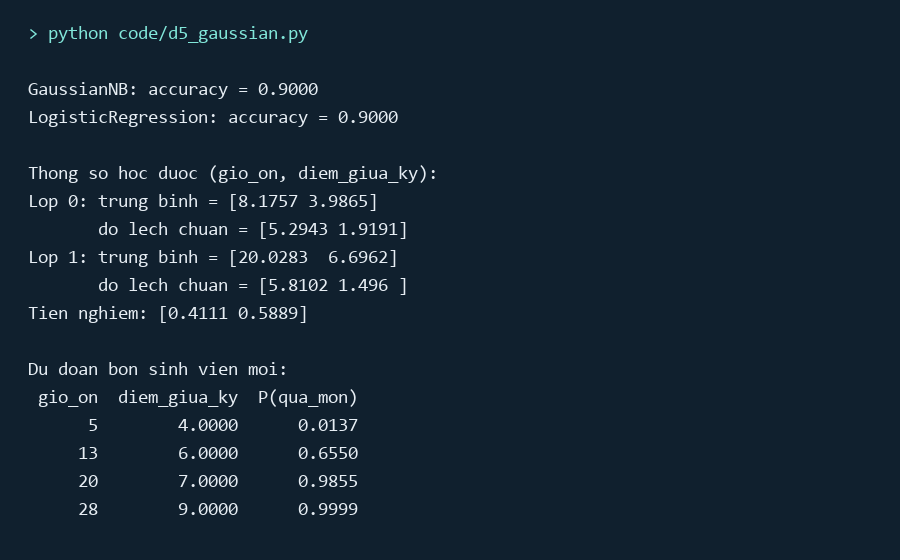 > python code/d5_gaussian.py
GaussianNB: accuracy = 0.9000
LogisticRegression: accuracy = 0.9000
Thong so hoc duoc (gio_on, diem_giua_ky):
Lop 0: trung binh = [8.1757 3.9865]
       do lech chuan = [5.2943 1.9191]
Lop 1: trung binh = [20.0283  6.6962]
       do lech chuan = [5.8102 1.496 ]
Tien nghiem: [0.4111 0.5889]
Du doan bon sinh vien moi:
 gio_on  diem_giua_ky  P(qua_mon)
      5        4.0000      0.0137
     13        6.0000      0.6550
     20        7.0000      0.9855
     28        9.0000      0.9999